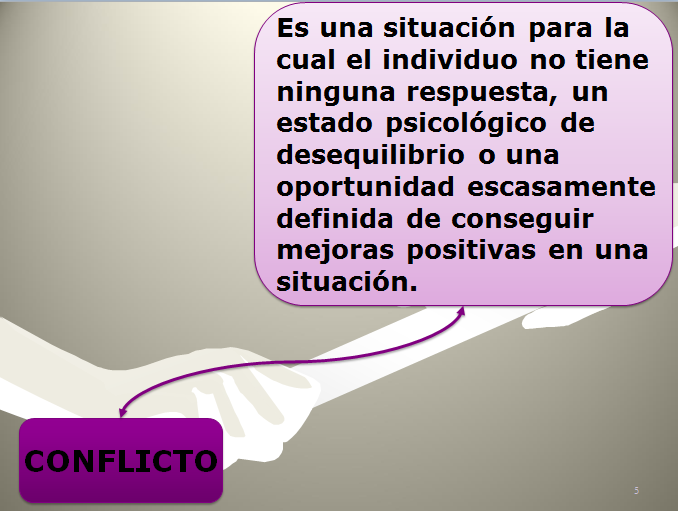 Es una situación para la
cual el individuo no tiene
ninguna respuesta, un
estado psicológico de
desequilibrio o una
oportunidad escasamente
definida de conseguir
mejoras positivas en una
situación.
CONFLICTO
5